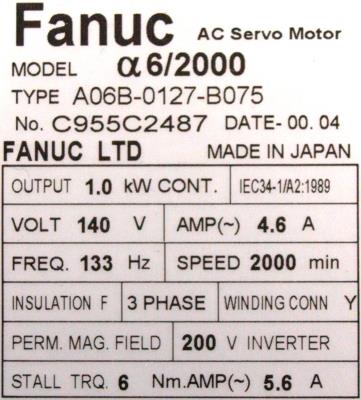 Fanuc AC Servo Motor
MODEL α6/2000
TYPE A06B-0127-B075
No. C955C2487 DATE- 00. 04
FANUC LTD MADE IN JAPAN
OUTPUT 1.0 kW CONT. IEC34-1/A2:1989
VOLT 140 V AMP(~) 4.6 A
FREQ. 133 Hz SPEED 2000 min
INSULATION F 3 PHASE WINDING CONN Y
PERM. MAG. FIELD 200 V INVERTER
STALL TRQ. 6 Nm.AMP(~) 5.6 A